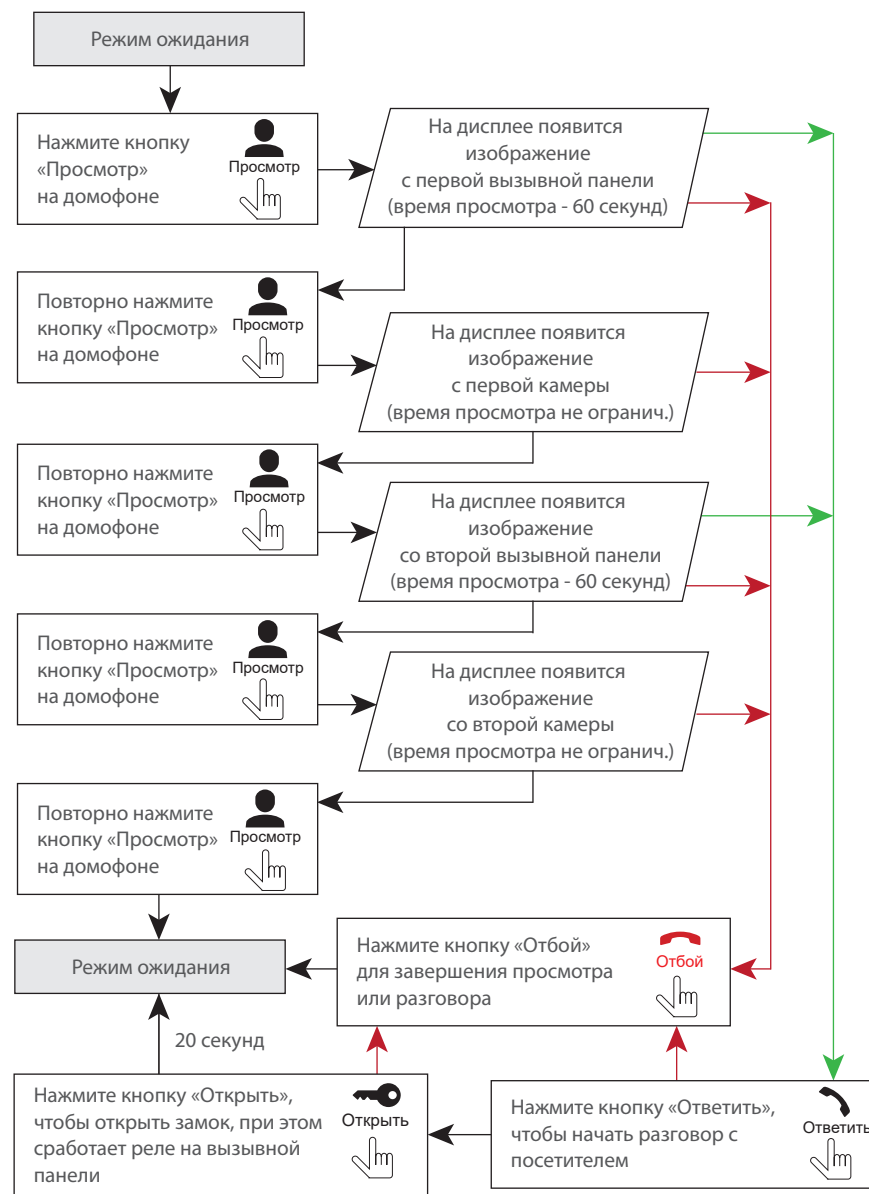 Режим ожидания
Нажмите кнопку
«Просмотр»
на домофоне
Просмотр
На дисплее появится
изображение
с первой вызывной панели
(время просмотра - 60 секунд)
Повторно нажмите
кнопку «Просмотр»
на домофоне
Просмотр
На дисплее появится
изображение
с первой камеры
(время просмотра не огранич.)
Повторно нажмите
кнопку «Просмотр»
на домофоне
Просмотр
На дисплее появится
изображение
со второй вызывной панели
(время просмотра - 60 секунд)
Повторно нажмите
кнопку «Просмотр»
на домофоне
Просмотр
На дисплее появится
изображение
со второй камеры
(время просмотра не огранич.)
Повторно нажмите
кнопку «Просмотр»
на домофоне
Просмотр
Режим ожидания
Нажмите кнопку «Отбой»
для завершения просмотра
или разговора
Отбой
20 секунд
Нажмите кнопку «Открыть»,
чтобы открыть замок, при этом
сработает реле на вызывной
панели
Открыть
Нажмите кнопку «Ответить»,
чтобы начать разговор с
посетителем
Ответить